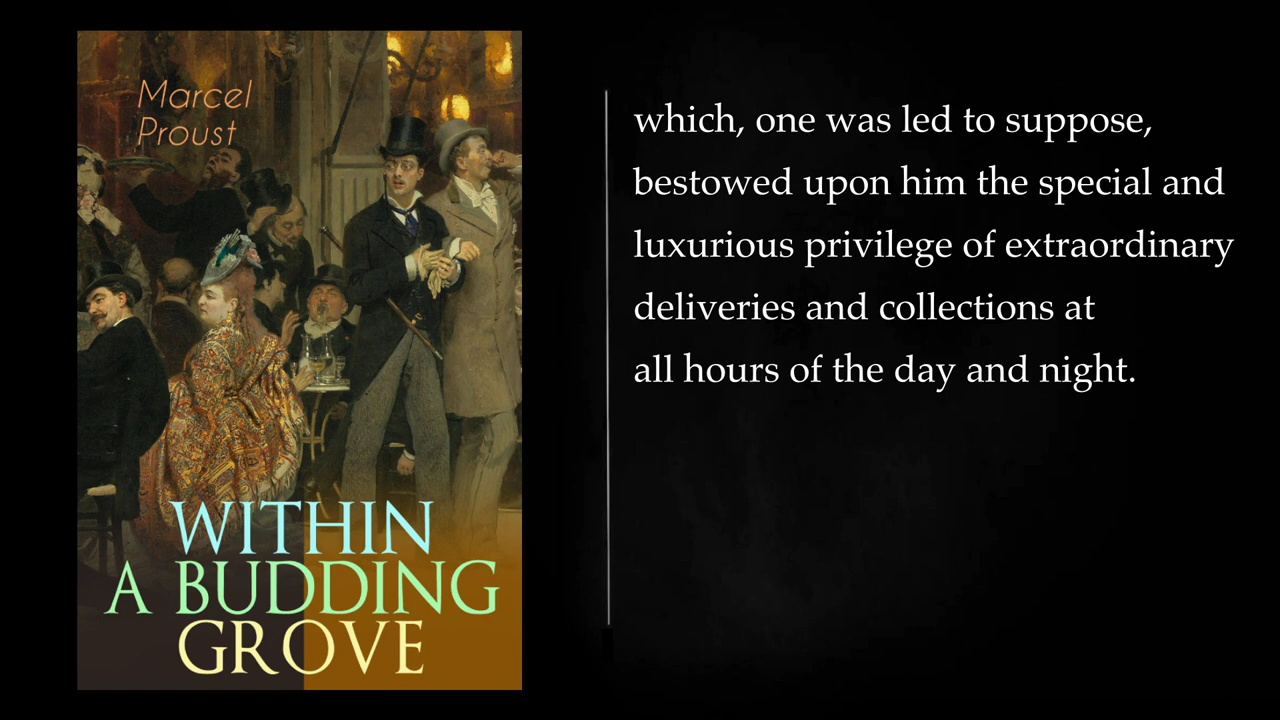 Marcel
Proust
WITHIN
A BUDDING
GROVE
which, one was led to suppose,
bestowed upon him the special and
luxurious privilege of extraordinary
deliveries and collections at
all hours of the day and night.